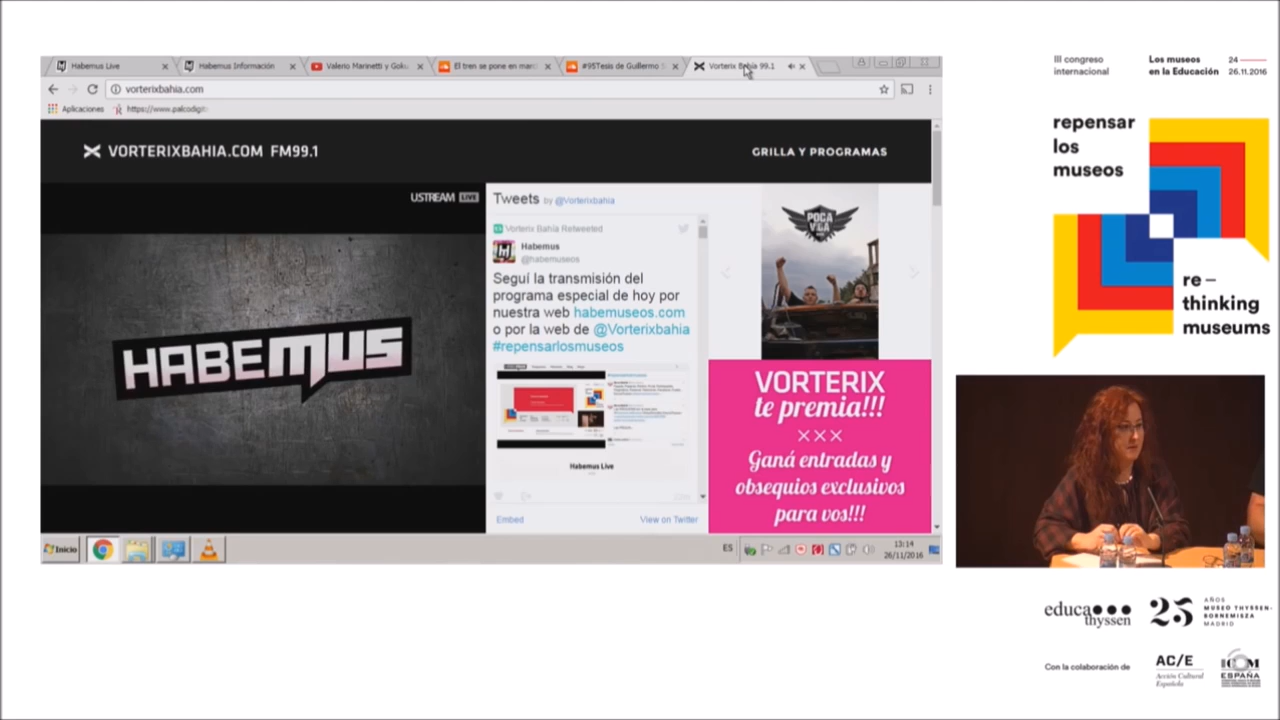 Habemus Live
Habemus Información
Valerio Marinetti y Goku
El tren se pone en marc
#95Tesis de Guillermo S
Vorterix Bahía 99.1
vorterixbahia.com
Aplicaciones
https://www.palcodigit
VORTERIXBAHIA.COM FM99.1
GRILLA Y PROGRAMAS
USTREAM LIVE
HABEMUS
Tweets by @Vorterixbahia
Vorterix Bahía Retweeted
Habemus
@habemuseos
Seguí la transmisión del
programa especial de hoy por
nuestra web habemuseos.com
o por la web de @Vorterixbahia
#repensarlosmuseos
Habemus Live
Embed
View on Twitter
POCA
VIDA
VORTERIX
te premia!!!
XXX
Ganá entradas y
obsequios exclusivos
para vos!!!
Inicio
ES
13:14
26/11/2016
III congreso
internacional
Los museos
en la Educación
24
26.11.2016
repensar
los
museos
re –
thinking
museums
educa
thyssen
25
AÑOS
MUSEO THYSSEN-
BORNEMISZA
MADRID
Con la colaboración de
AC/E
Acción Cultural
Española
ICOM
ESPAÑA